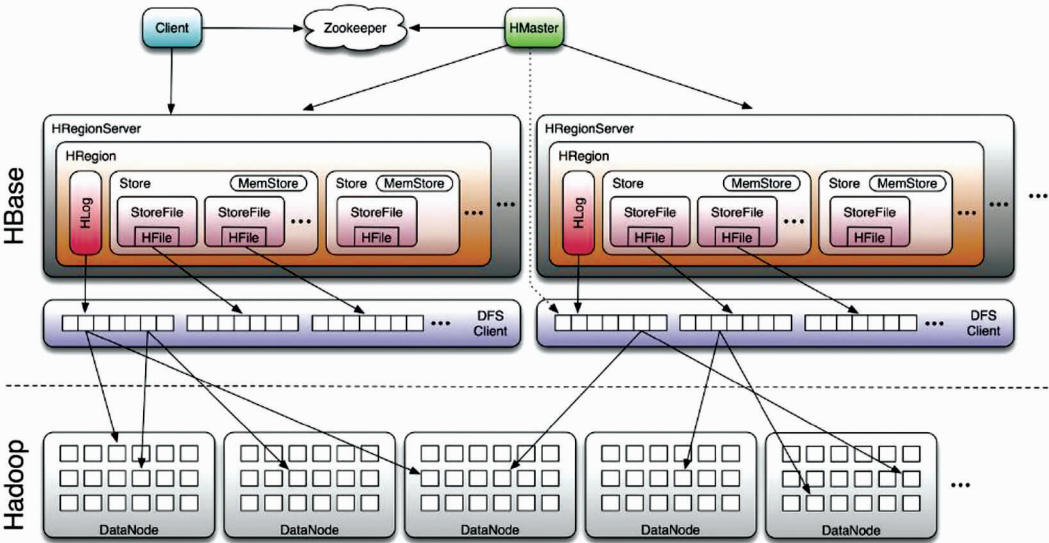 Client
Zookeeper
HMaster
HBase
HRegionServer
HRegion
HLog
Store
MemStore
StoreFile
HFile
StoreFile
HFile
...
Store
MemStore
StoreFile
HFile
...
...
HRegionServer
HRegion
HLog
Store
MemStore
StoreFile
HFile
StoreFile
HFile
...
Store
MemStore
StoreFile
HFile
...
...
...
...
DFS
Client
...
DFS
Client
Hadoop
DataNode
DataNode
DataNode
DataNode
DataNode
...